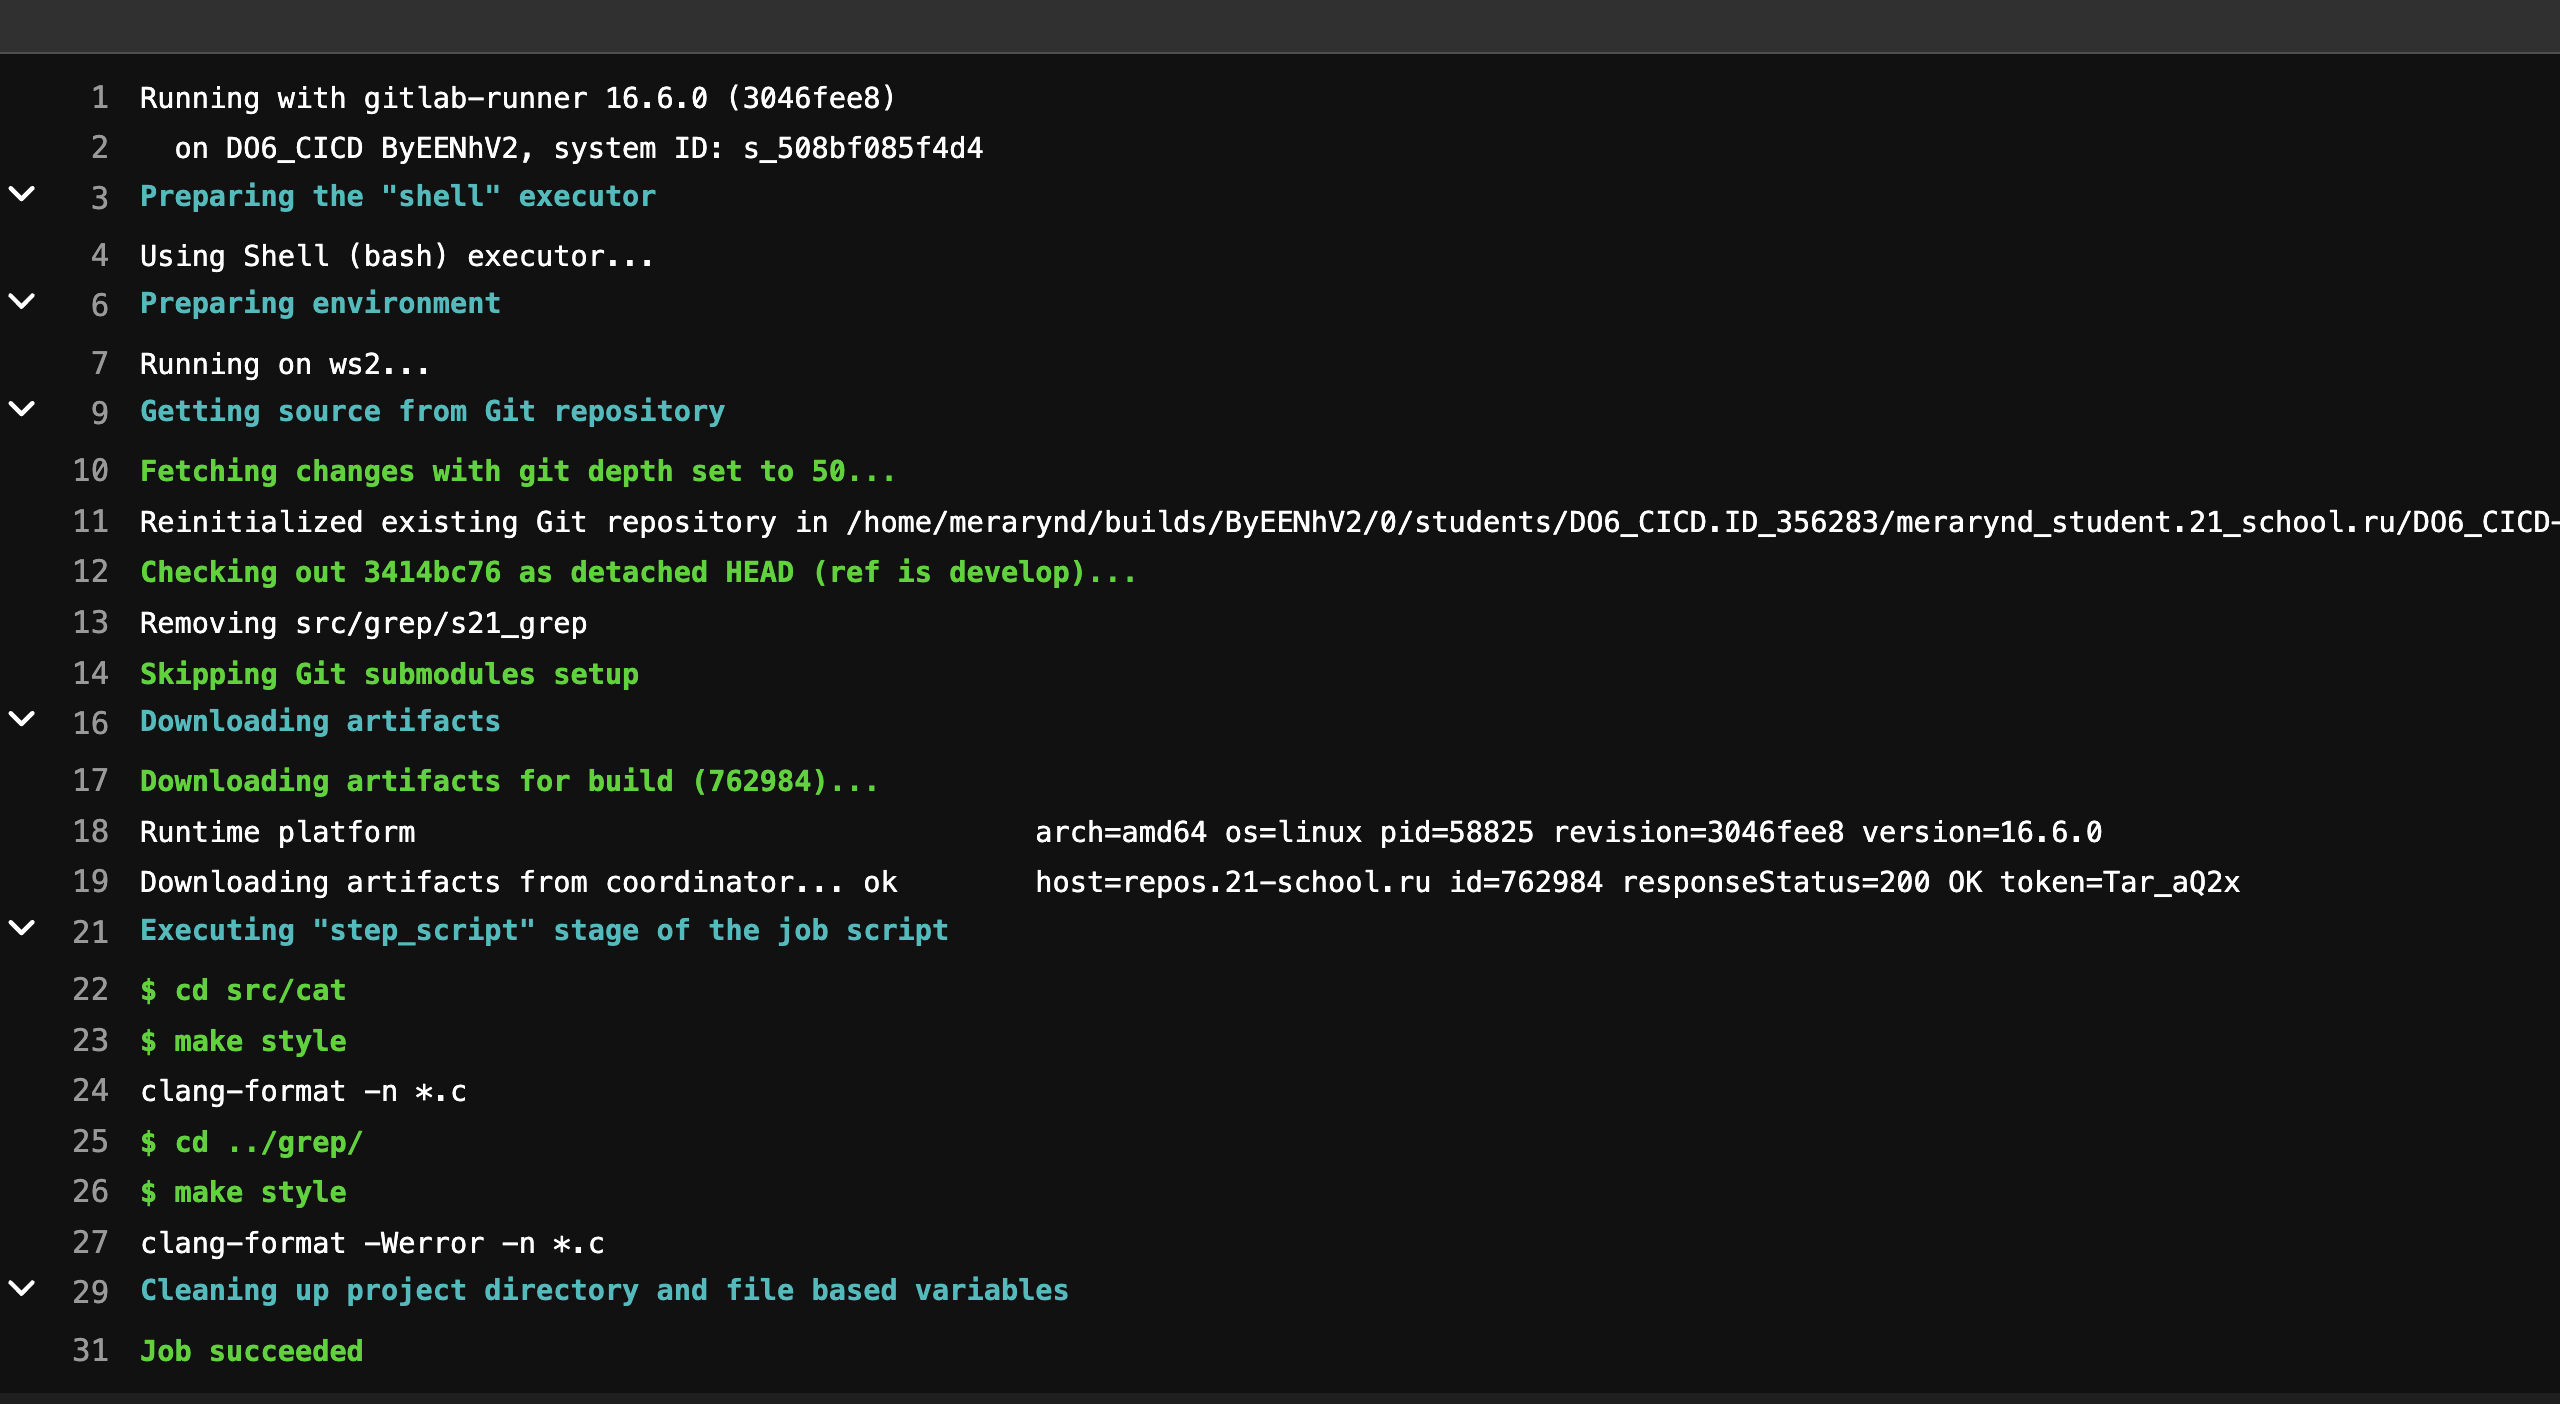 1 Running with gitlab-runner 16.6.0 (3046fee8)
2 on DO6_CICD ByEENhV2, system ID: s_508bf085f4d4
3 Preparing the "shell" executor
4 Using Shell (bash) executor...
6 Preparing environment
7 Running on ws2...
9 Getting source from Git repository
10 Fetching changes with git depth set to 50...
11 Reinitialized existing Git repository in /home/merarynd/builds/ByEENhV2/0/students/DO6_CICD.ID_356283/merarynd_student.21_school.ru/DO6_CICD-
12 Checking out 3414bc76 as detached HEAD (ref is develop)...
13 Removing src/grep/s21_grep
14 Skipping Git submodules setup
16 Downloading artifacts
17 Downloading artifacts for build (762984)...
18 Runtime platform arch=amd64 os=linux pid=58825 revision=3046fee8 version=16.6.0
19 Downloading artifacts from coordinator... ok host=repos.21-school.ru id=762984 responseStatus=200 OK token=Tar_aQ2x
21 Executing "step_script" stage of the job script
22 $ cd src/cat
23 $ make style
24 clang-format -n *.c
25 $ cd ../grep/
26 $ make style
27 clang-format -Werror -n *.c
29 Cleaning up project directory and file based variables
31 Job succeeded